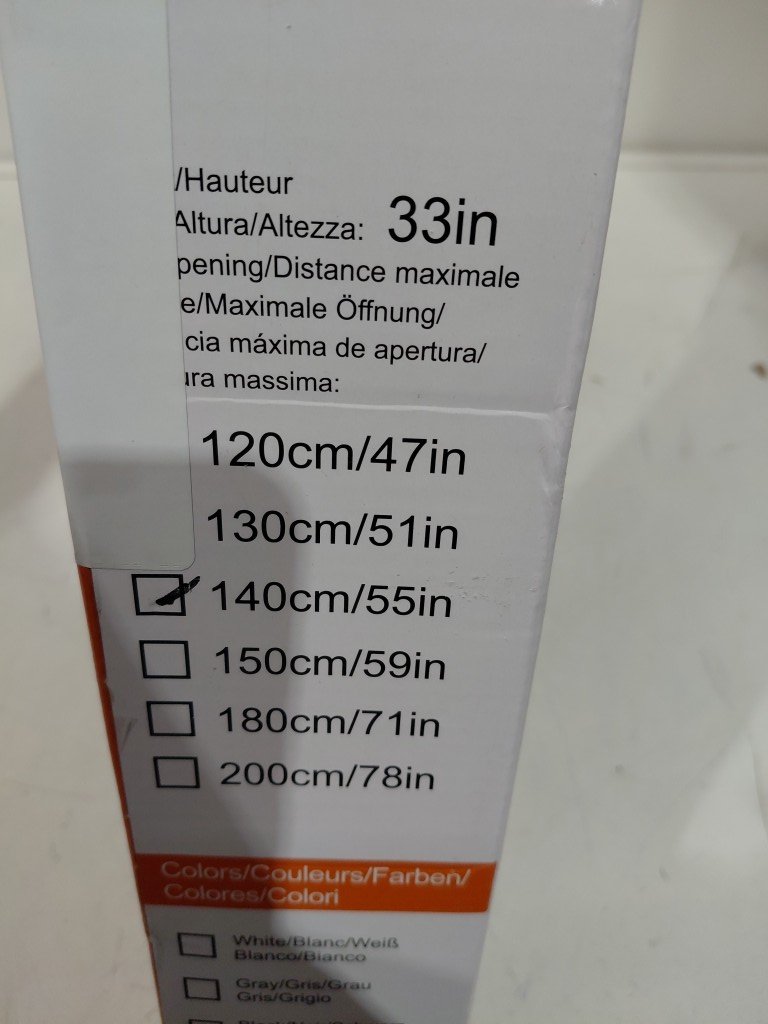 /Hauteur
Altura/Altezza: 33in
pening/Distance maximale
e/Maximale Öffnung/
cia máxima de apertura/
ura massima:
120cm/47in
130cm/51in
140cm/55in
150cm/59in
180cm/71in
200cm/78in
Colors/Couleurs/Farben/
Colores/Colori
White/Blanc/Weiß
Blanco/Bianco
Gray/Gris/Grau
Gris/Grigio